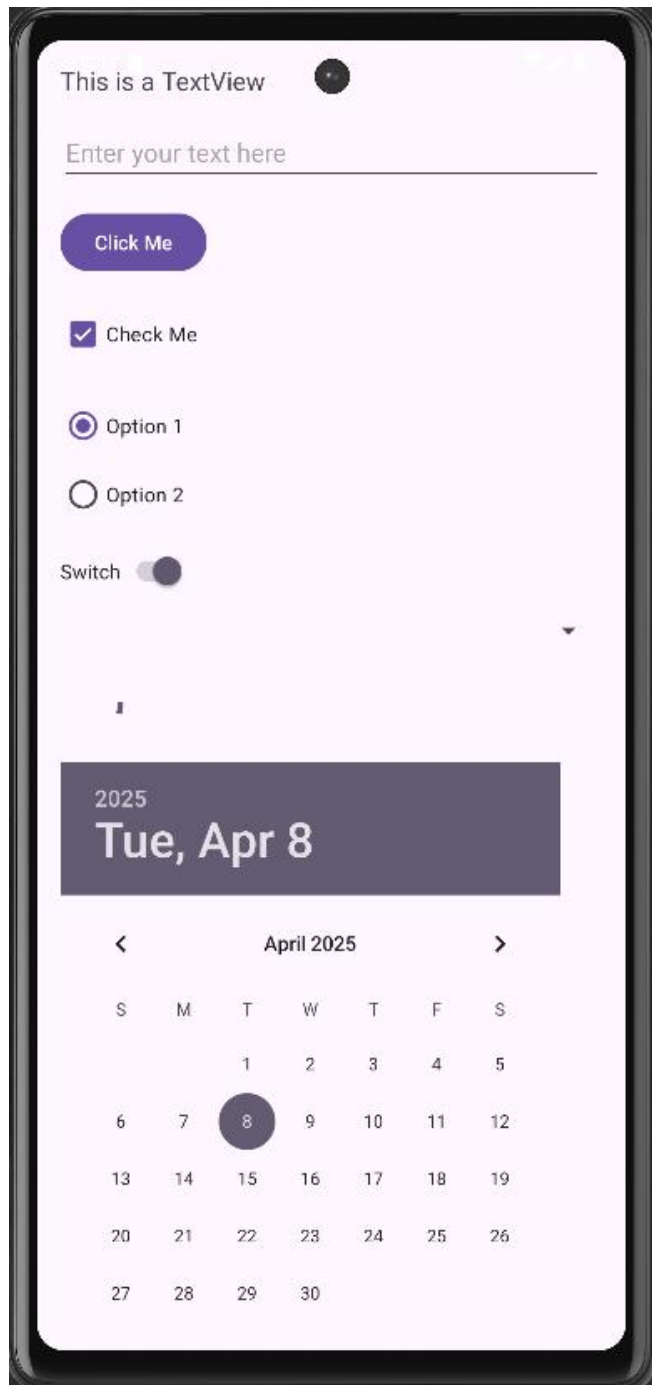 This is a TextView
Enter your text here
Click Me
Check Me
Option 1
Option 2
Switch
2025
Tue, Apr 8
April 2025
S M T W T F S
1 2 3 4 5
6 7 8 9 10 11 12
13 14 15 16 17 18 19
20 21 22 23 24 25 26
27 28 29 30